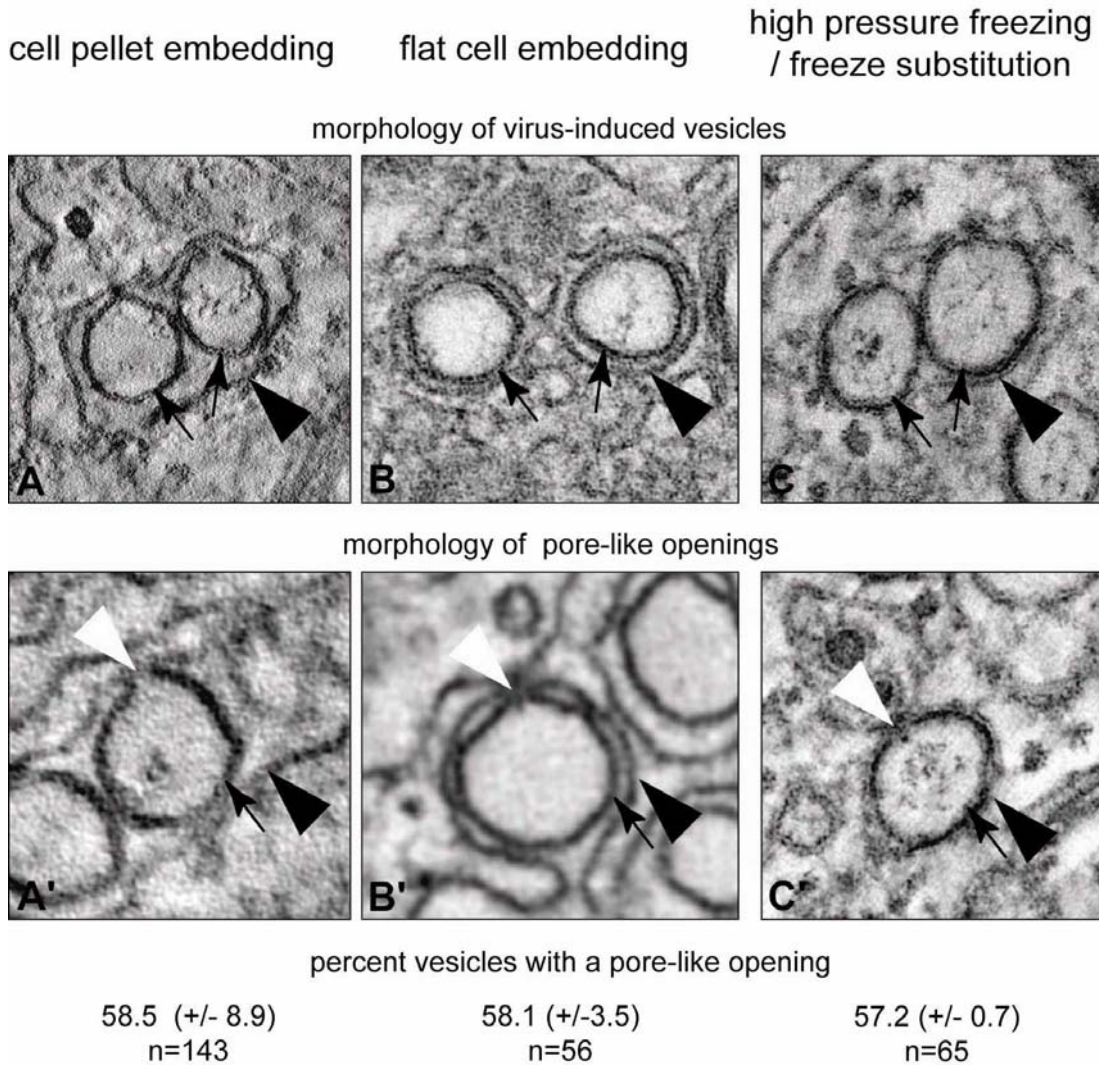 cell pellet embedding
flat cell embedding
high pressure freezing
/ freeze substitution
morphology of virus-induced vesicles
A
B
C
morphology of pore-like openings
A'
B'
C'
percent vesicles with a pore-like opening
58.5 (+/- 8.9)
n=143
58.1 (+/-3.5)
n=56
57.2 (+/- 0.7)
n=65